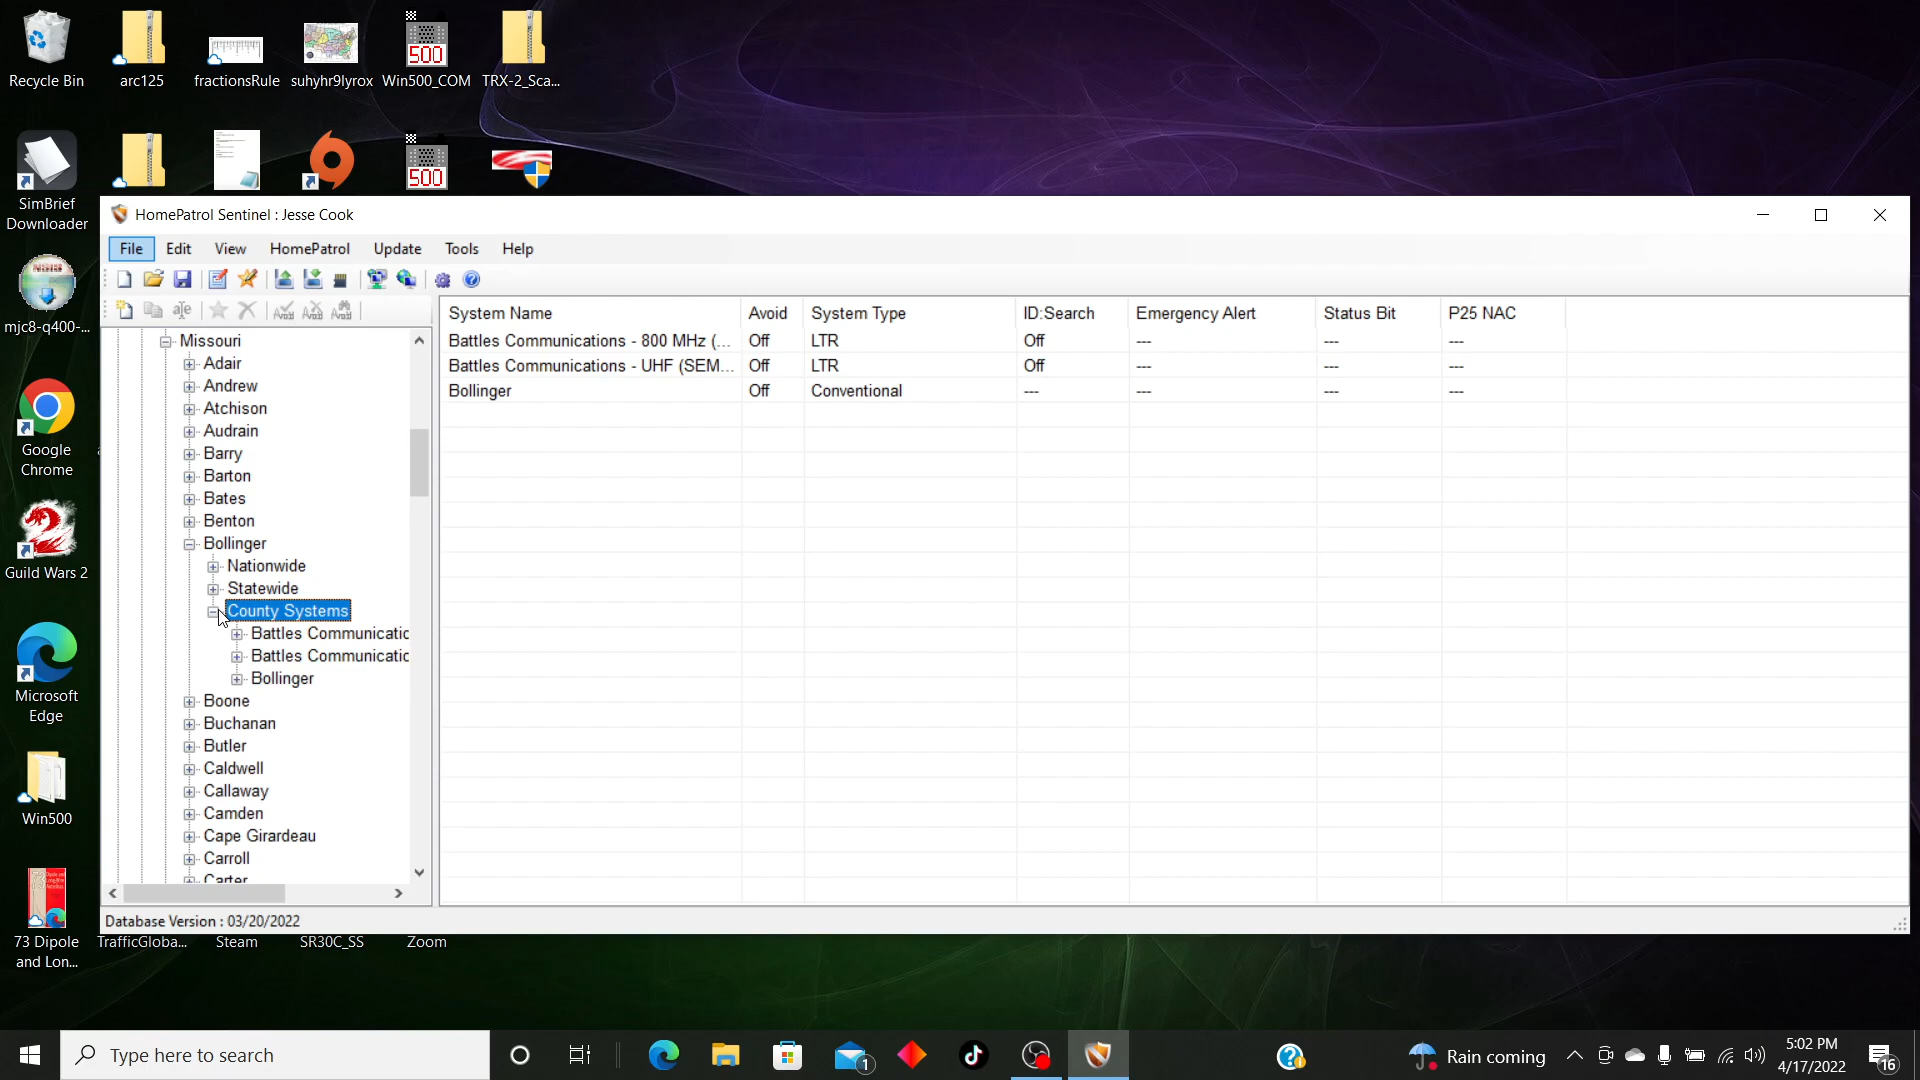 Recycle Bin
arc125
fractionsRule
suhyhr9lyrox
500
Win500_COM
TRX-2_Sca...
500
SimBrief
Downloader
mjc8-q400-...
Google
Chrome
Guild Wars 2
Microsoft
Edge
Win500
73 Dipole
and Lon...
TrafficGloba...
Steam
SR30C_SS
Zoom
HomePatrol Sentinel : Jesse Cook
File Edit View HomePatrol Update Tools Help
System Name Avoid System Type ID:Search Emergency Alert Status Bit P25 NAC
Battles Communications - 800 MHz (... Off LTR Off --- --- ---
Battles Communications - UHF (SEM... Off LTR Off --- --- ---
Bollinger Off Conventional --- --- --- ---
Missouri
Adair
Andrew
Atchison
Audrain
Barry
Barton
Bates
Benton
Bollinger
Nationwide
Statewide
County Systems
Battles Communicatio
Battles Communicatio
Bollinger
Boone
Buchanan
Butler
Caldwell
Callaway
Camden
Cape Girardeau
Carroll
Carter
Database Version : 03/20/2022
Type here to search
1
Rain coming
5:02 PM
4/17/2022
16